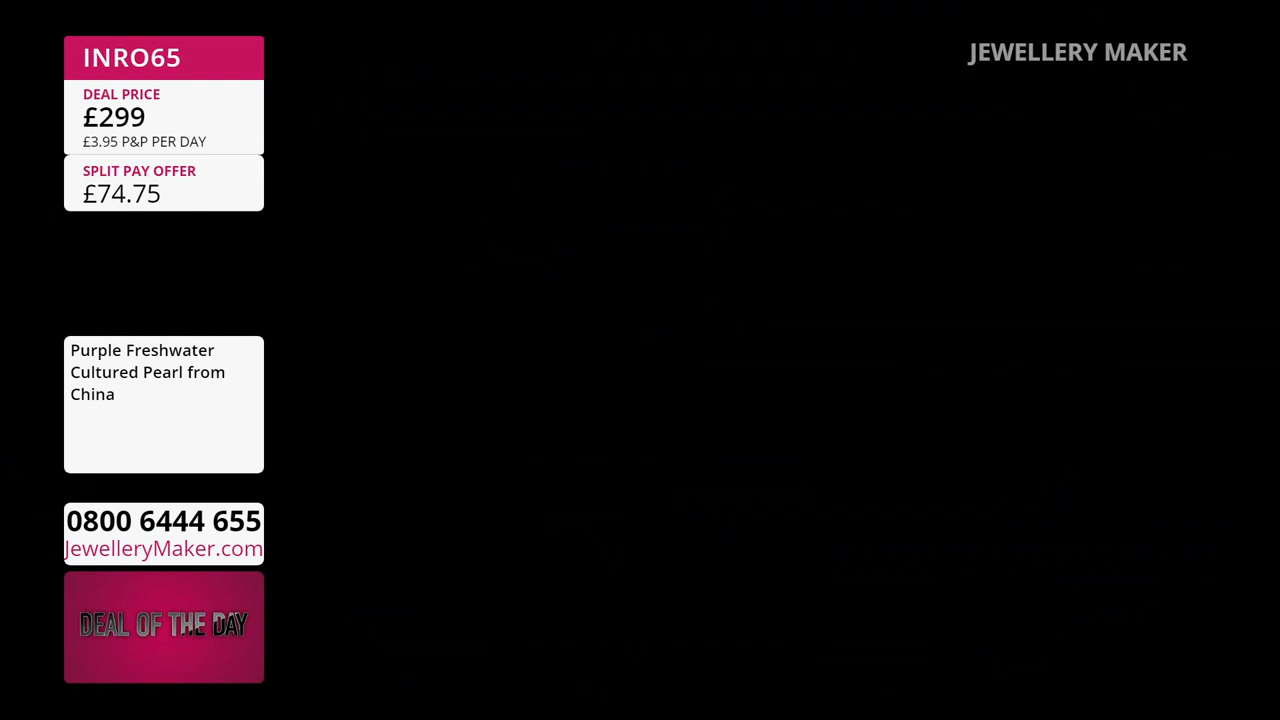 INRO65
DEAL PRICE
£299
£3.95 P&P PER DAY
SPLIT PAY OFFER
£74.75
JEWELLERY MAKER
Purple Freshwater
Cultured Pearl from
China
0800 6444 655
JewelleryMaker.com
DEAL OF THE DAY